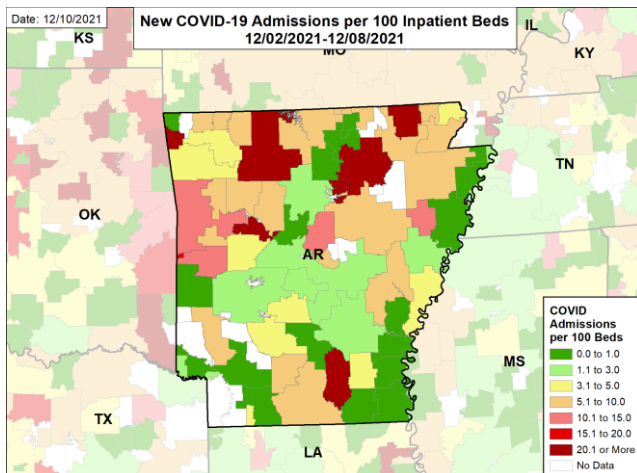 Date: 12/10/2021
New COVID-19 Admissions per 100 Inpatient Beds
12/02/2021-12/08/2021
KS
MO
IL
KY
OK
TN
AR
MS
TX
LA
COVID
Admissions
per 100 Beds
0.0 to 1.0
1.1 to 3.0
3.1 to 5.0
5.1 to 10.0
10.1 to 15.0
15.1 to 20.0
20.1 or More
No Data